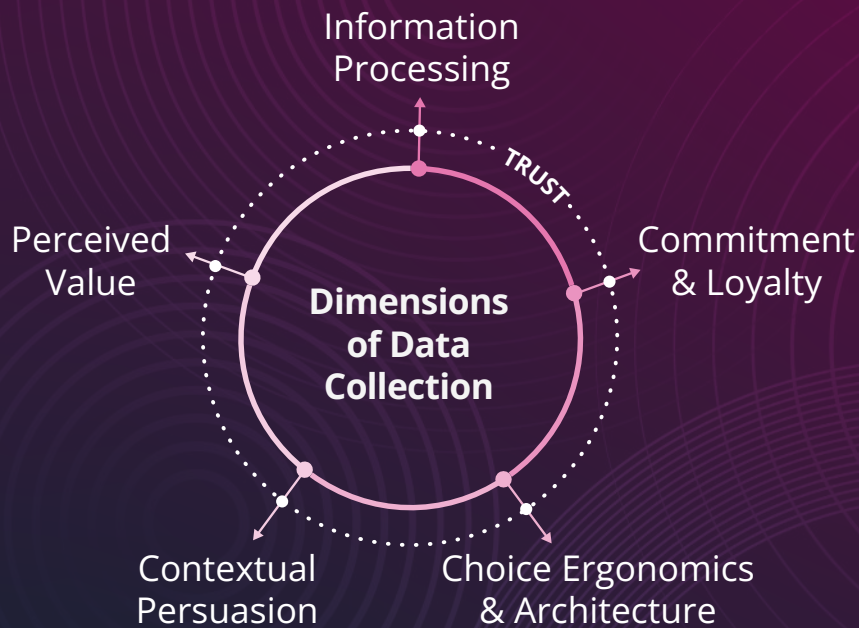 Information
Processing
TRUST
Perceived
Value
Commitment
& Loyalty
Dimensions
of Data
Collection
Contextual
Persuasion
Choice Ergonomics
& Architecture